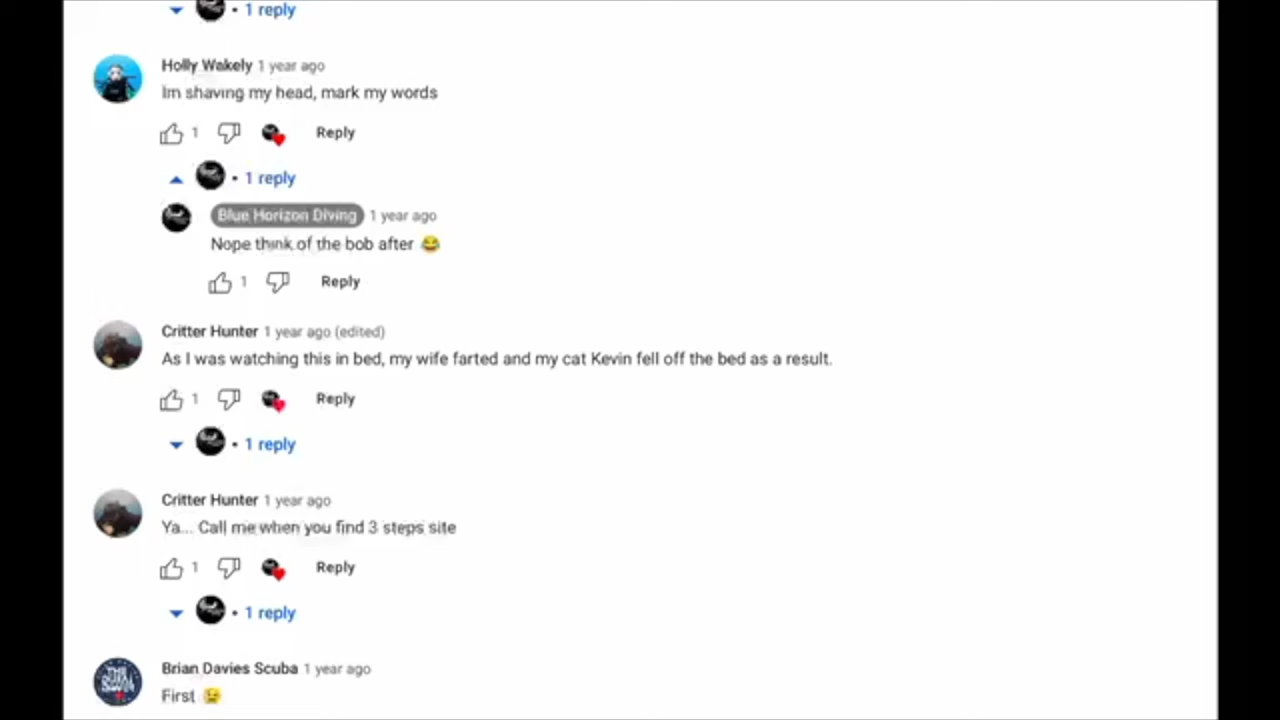 • 1 reply
Holly Wakely 1 year ago
Im shaving my head, mark my words
1 Reply
• 1 reply
Blue Horizon Diving 1 year ago
Nope think of the bob after 😂
1 Reply
Critter Hunter 1 year ago (edited)
As I was watching this in bed, my wife farted and my cat Kevin fell off the bed as a result.
1 Reply
• 1 reply
Critter Hunter 1 year ago
Ya... Call me when you find 3 steps site
1 Reply
• 1 reply
Brian Davies Scuba 1 year ago
First